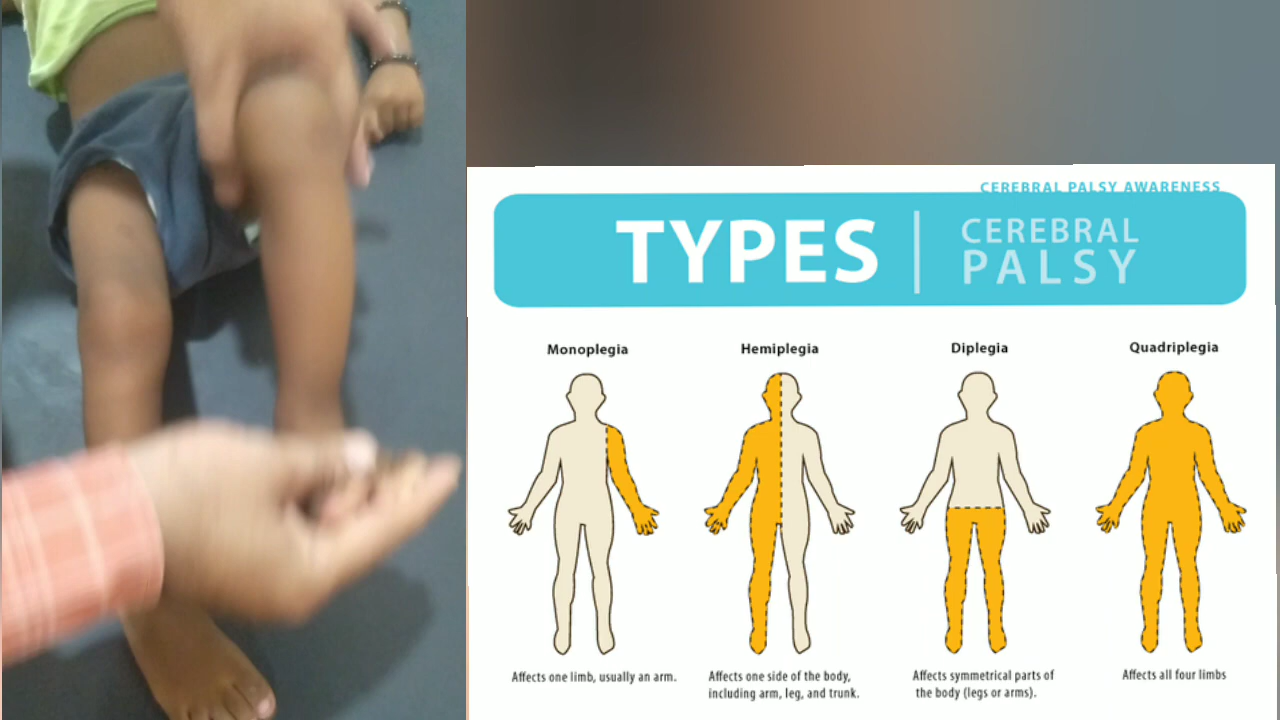 CEREBRAL PALSY AWARENESS
TYPES
CEREBRAL
PALSY
Monoplegia
Hemiplegia
Diplegia
Quadriplegia
Affects one limb, usually an arm.
Affects one side of the body,
including arm, leg, and trunk.
Affects symmetrical parts of
the body (legs or arms).
Affects all four limbs